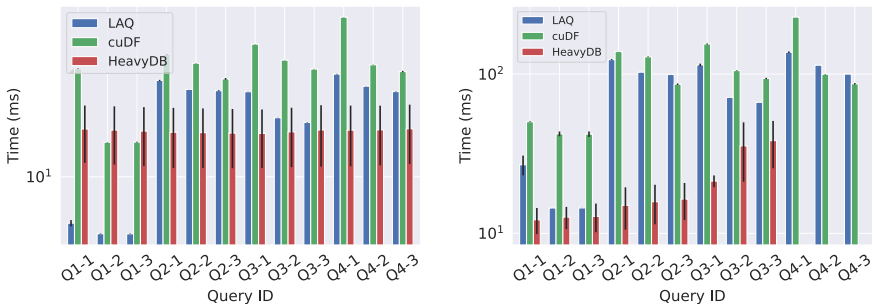 LAQ
cuDF
HeavyDB
Time (ms)
10¹
Q1-1
Q1-2
Q1-3
Q2-1
Q2-2
Q2-3
Q3-1
Q3-2
Q3-3
Q4-1
Q4-2
Q4-3
Query ID
LAQ
cuDF
HeavyDB
Time (ms)
10²
10¹
Q1-1
Q1-2
Q1-3
Q2-1
Q2-2
Q2-3
Q3-1
Q3-2
Q3-3
Q4-1
Q4-2
Q4-3
Query ID